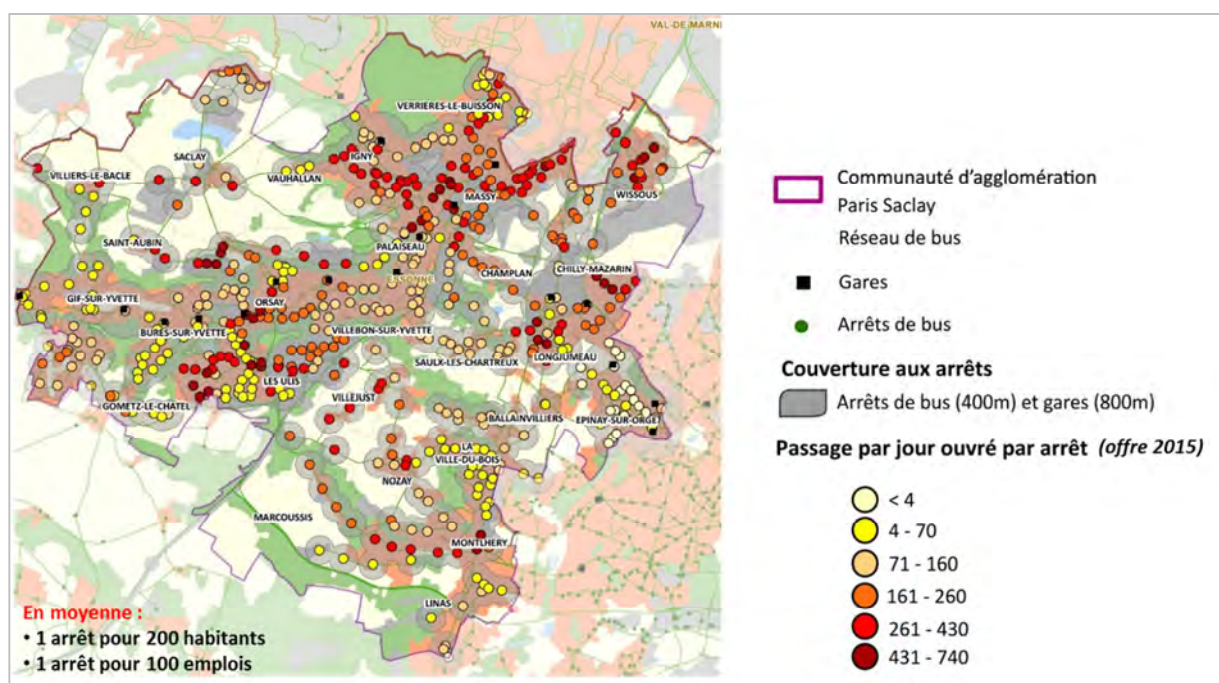 VAL-DE-MARNE
VERRIERES-LE-BUISSON
SACLAY
IGNY
VILLIERS-LE-BACLE
VAUHALLAN
MASSY
WISSOUS
SAINT-AUBIN
PALAISEAU
ESSONNE
CHAMPLAN
CHILLY-MAZARIN
GIF-SUR-YVETTE
ORSAY
BURES-SUR-YVETTE
VILLEBON-SUR-YVETTE
SAULX-LES-CHARTREUX
LONGJUMEAU
LES ULIS
VILLEJUST
GOMETZ-LE-CHÂTEL
BALLAINVILLIERS
EPINAY-SUR-ORGE
LA
VILLE-DU-BOIS
NOZAY
MARCOUSSIS
MONTLHERY
LINAS
En moyenne :
• 1 arrêt pour 200 habitants
• 1 arrêt pour 100 emplois
Communauté d'agglomération
Paris Saclay
Réseau de bus
Gares
Arrêts de bus
Couverture aux arrêts
Arrêts de bus (400m) et gares (800m)
Passage par jour ouvré par arrêt (offre 2015)
< 4
4 - 70
71 - 160
161 - 260
261 - 430
431 - 740